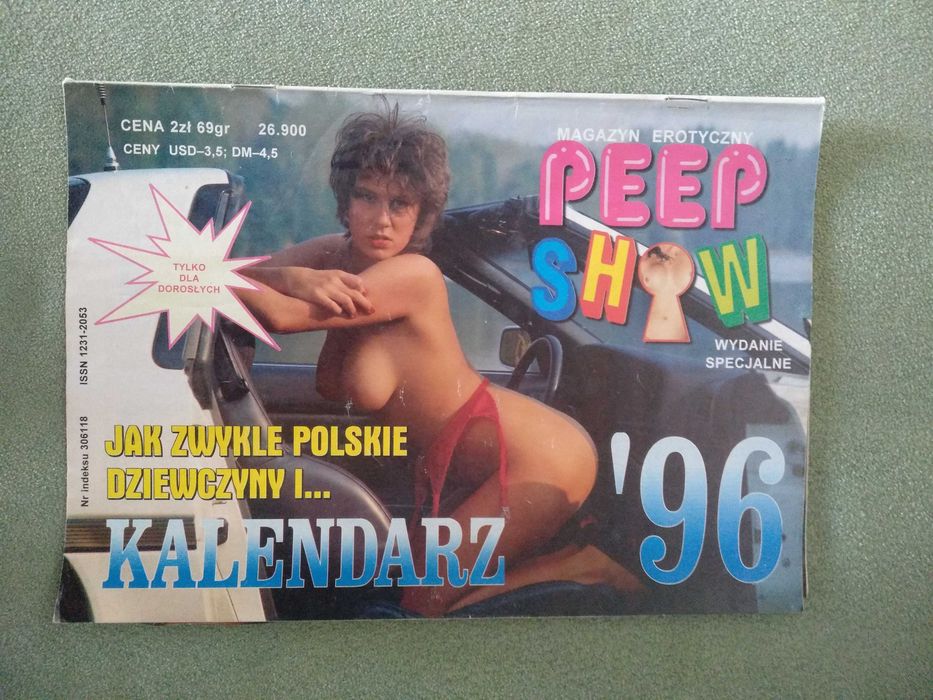 CENA 2zł 69gr 26.900
CENY USD–3,5; DM–4,5
MAGAZYN EROTYCZNY
PEEP
SHOW
WYDANIE
SPECJALNE
TYLKO
DLA
DOROSŁYCH
ISSN 1231-2053
Nr indeksu 306118
JAK ZWYKLE POLSKIE
DZIEWCZYNY I...
KALENDARZ
'96